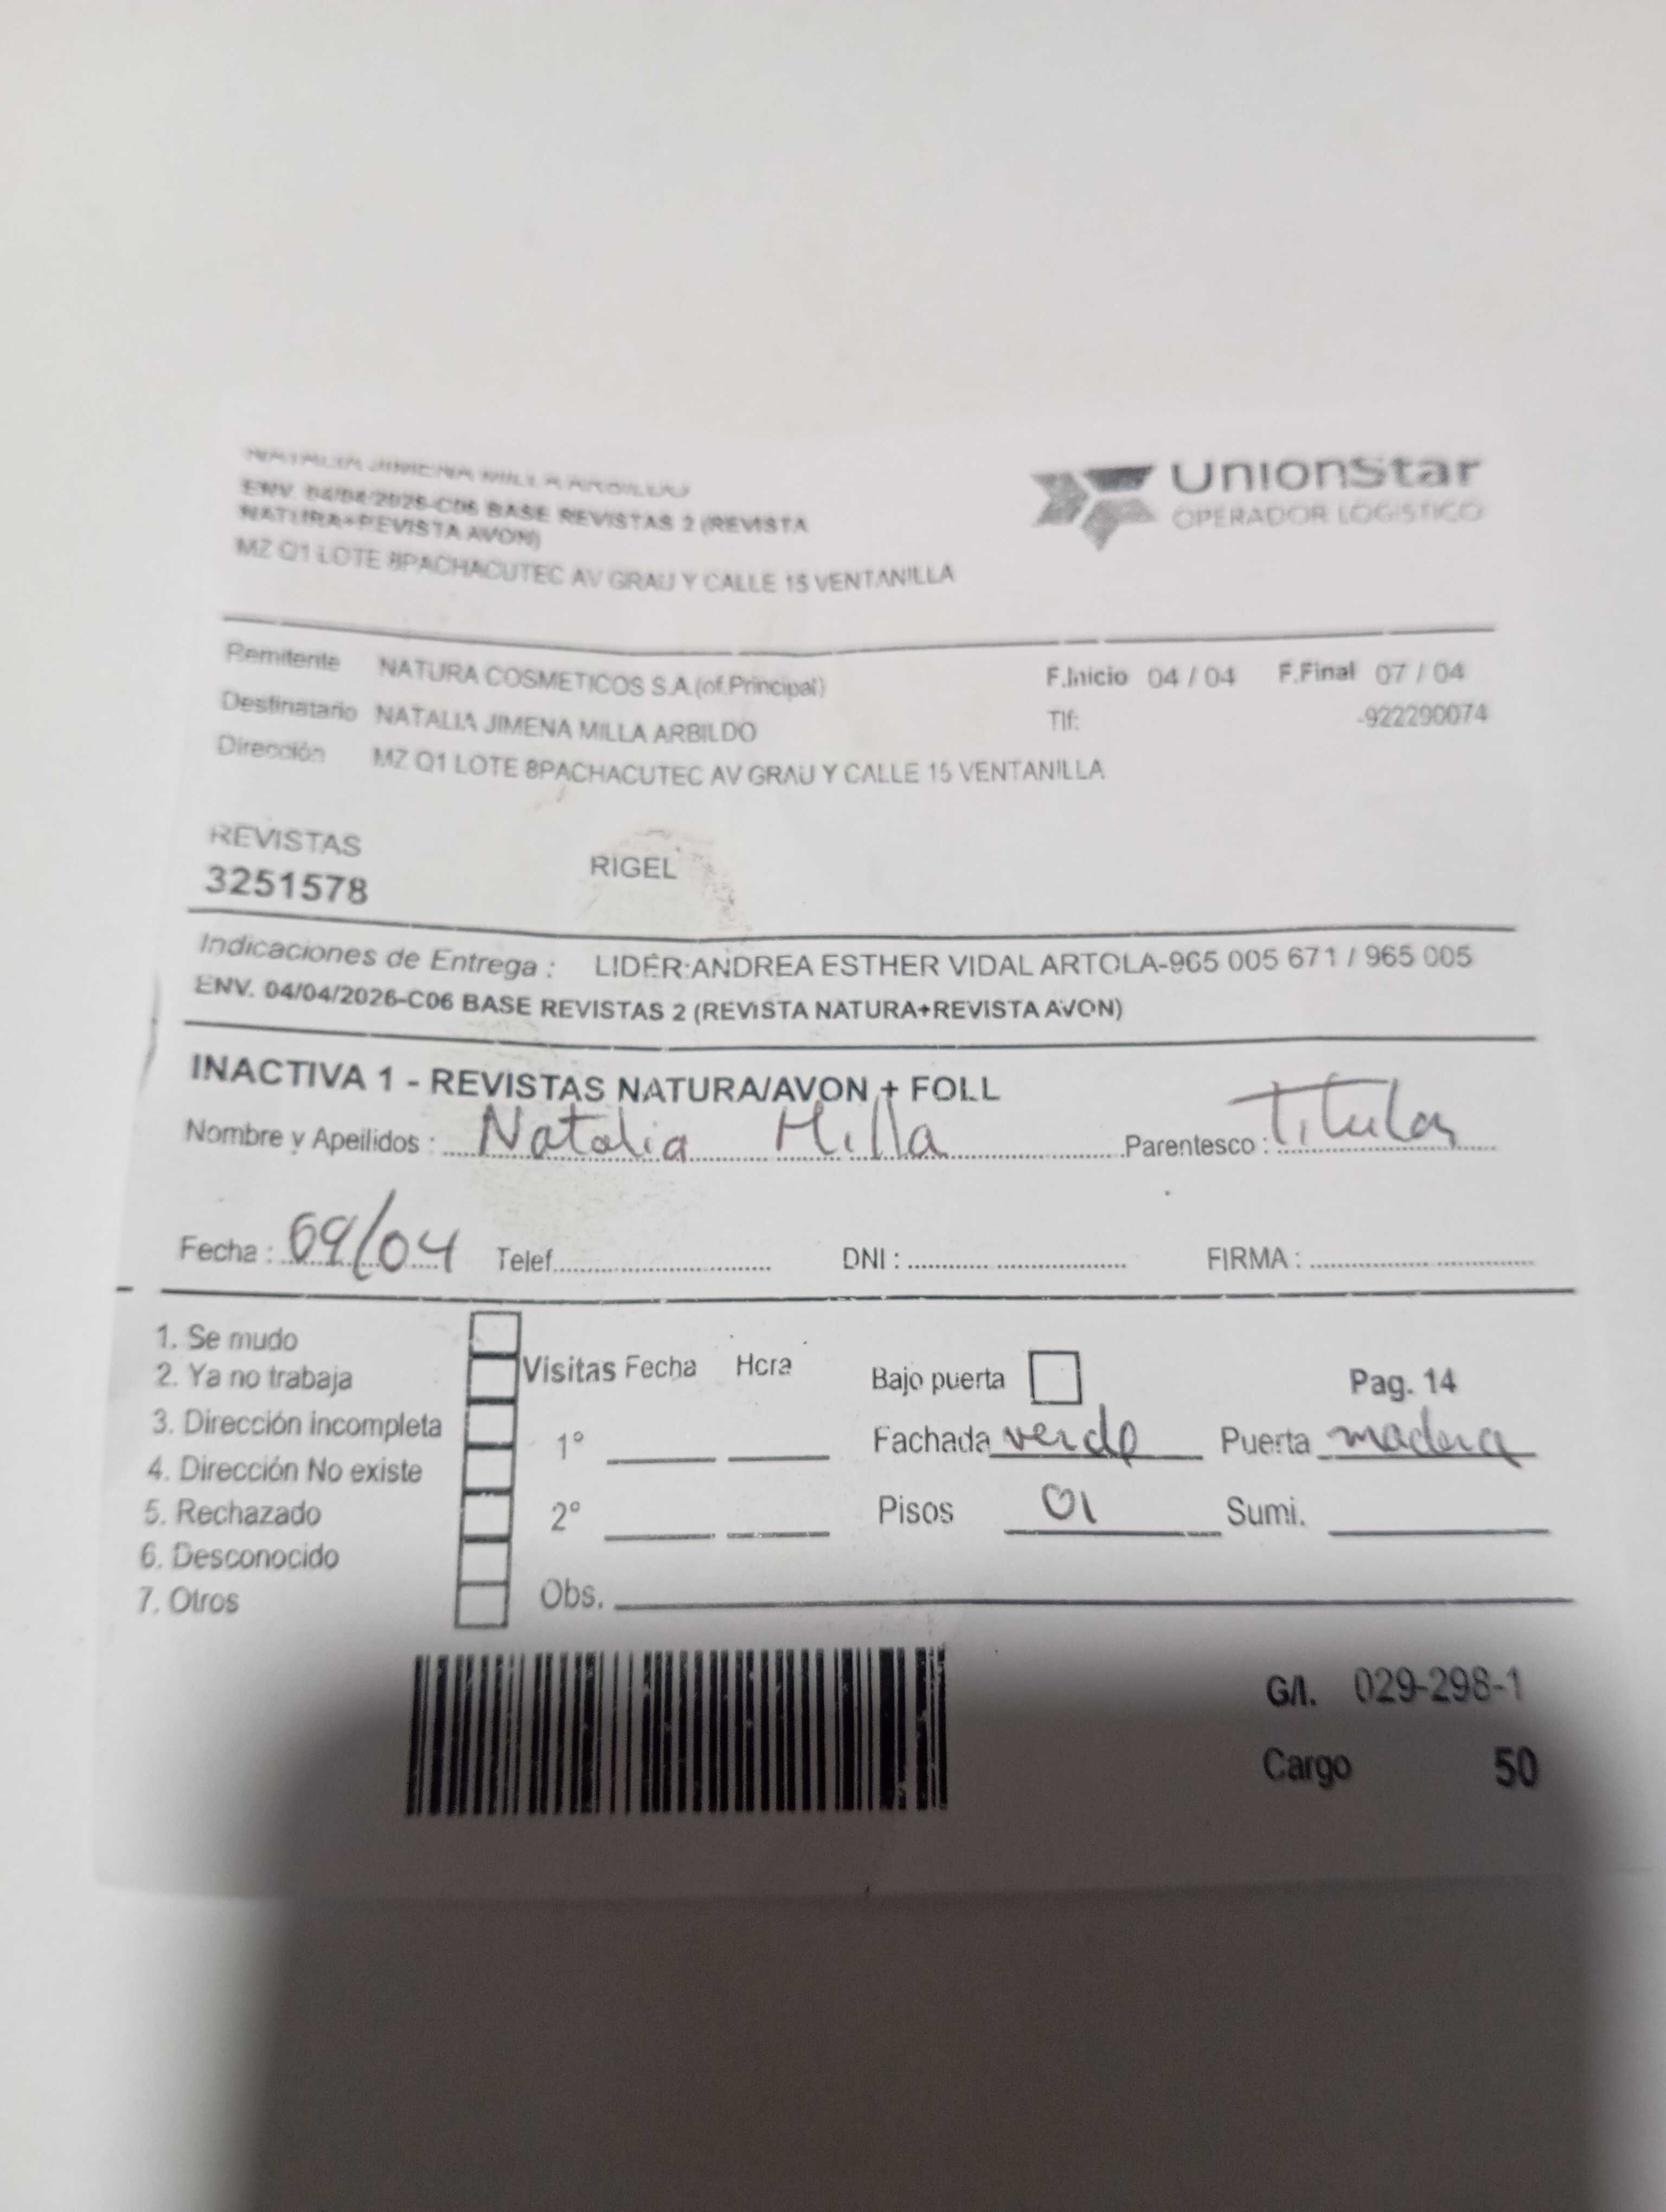 NATALIA JIMENA MILLA ARBILDO
ENV. 04/04/2026-C06 BASE REVISTAS 2 (REVISTA
NATURA+REVISTA AVON)
MZ Q1 LOTE 8PACHACUTEC AV GRAU Y CALLE 15 VENTANILLA
UnionStar
OPERADOR LOGISTICO
Remitente NATURA COSMETICOS S.A.(of.Principal) F.Inicio 04 / 04 F.Final 07 / 04
Destinatario NATALIA JIMENA MILLA ARBILDO Tlf: -922290074
Dirección MZ Q1 LOTE 8PACHACUTEC AV GRAU Y CALLE 15 VENTANILLA
REVISTAS RIGEL
3251578
Indicaciones de Entrega : LIDER:ANDREA ESTHER VIDAL ARTOLA-965 005 671 / 965 005
ENV. 04/04/2026-C06 BASE REVISTAS 2 (REVISTA NATURA+REVISTA AVON)
INACTIVA 1 - REVISTAS NATURA/AVON + FOLL
Nombre y Apellidos : Natalia Milla Parentesco : Titular
Fecha : 09/04 Telef. DNI : FIRMA :
1. Se mudo
2. Ya no trabaja
3. Dirección incompleta
4. Dirección No existe
5. Rechazado
6. Desconocido
7. Otros
Visitas Fecha Hora
1°
2°
Obs.
Bajo puerta Pag. 14
Fachada verde Puerta madera
Pisos 01 Sumi.
G/I. 029-298-1
Cargo 50